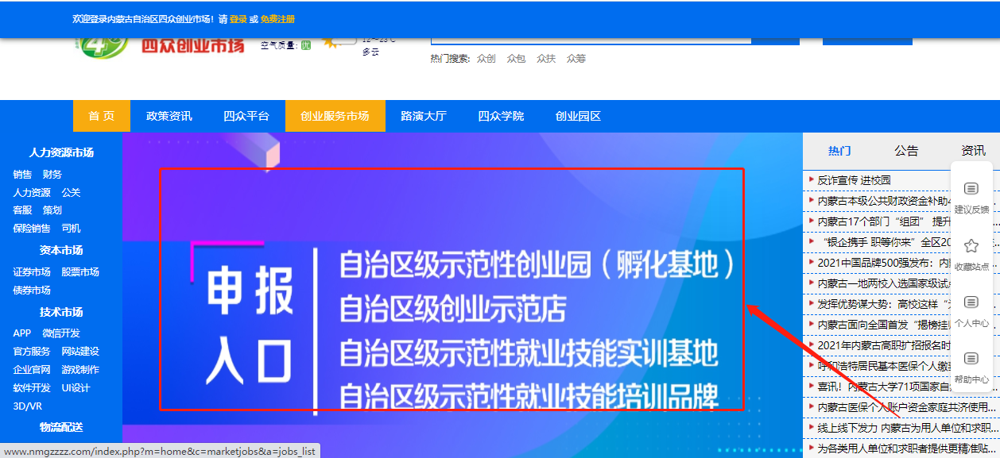 欢迎登录内蒙古自治区四众创业市场！请 登录 或 免费注册
四众创业市场
空气质量：优
12~23℃
多云
热门搜索: 众创 众包 众扶 众筹
首 页 政策资讯 四众平台 创业服务市场 路演大厅 四众学院 创业园区
人力资源市场
销售 财务
人力资源 公关
客服 策划
保险销售 司机
资本市场
证券市场 股票市场
债券市场
技术市场
APP 微信开发
官方服务 网站建设
企业官网 游戏制作
软件开发 UI设计
3D/VR
物流配送
申报
入口
自治区级示范性创业园（孵化基地）
自治区级创业示范店
自治区级示范性就业技能实训基地
自治区级示范性就业技能培训品牌
热门 公告 资讯
反诈宣传 进校园
内蒙古本级公共财政资金补助
内蒙古17个部门“组团” 提升
“银企携手 职等你来”全区20
2021中国品牌500强发布：内
内蒙古一地两校入选国家级试
发挥优势谋大势：高校这样
内蒙古面向全国首发“揭榜挂
2021年内蒙古高职扩招报名时
呼和浩特居民基本医保个人缴
喜讯！内蒙古大学71项国家自
内蒙古医保个人账户资金家庭共济使用...
线上线下发力 内蒙古为用人单位和求职...
为各类用人单位和求职者提供更精准贴...
建议反馈
收藏站点
个人中心
帮助中心
www.nmgzzzz.com/index.php?m=home&c=marketjobs&a=jobs_list